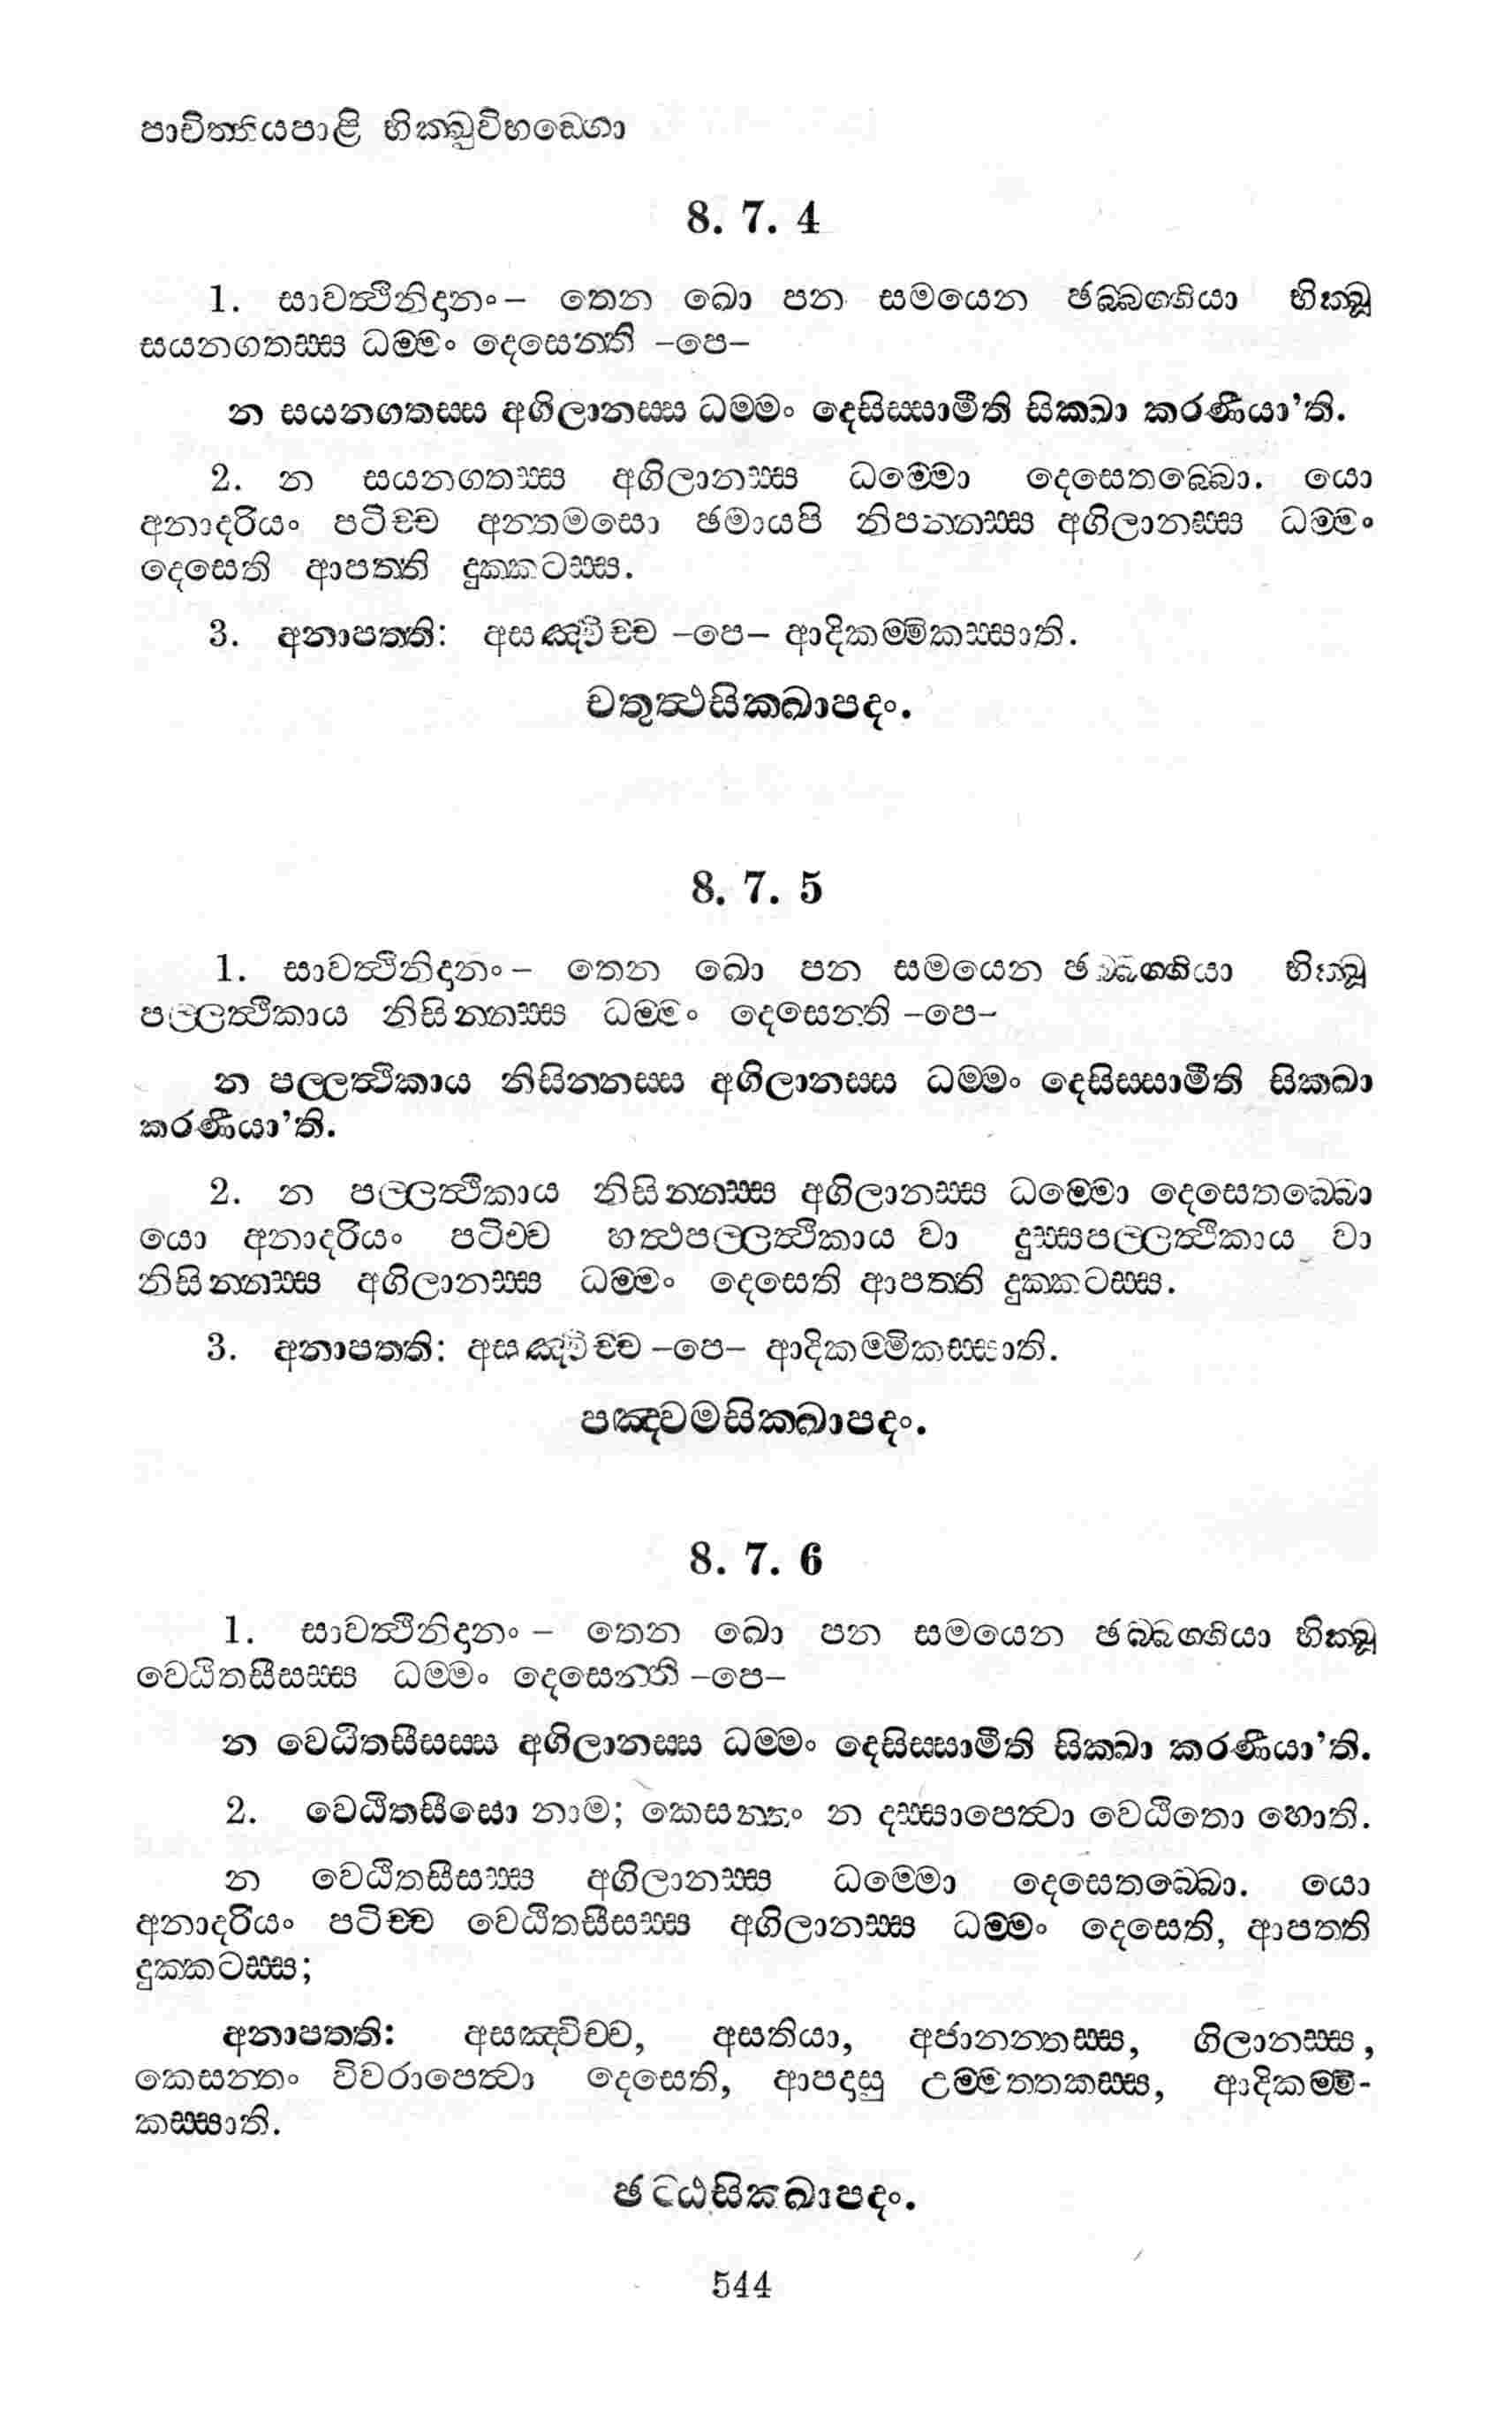 පාචිත්තියපාළි භික්ඛුවිභඞ්ගො
8. 7. 4
1. සාවත්ථිනිදානං– තෙන ඛො පන සමයෙන ඡබ්බග්ගියා භික්ඛූ
සයනගතස්ස ධම්මං දෙසෙන්ති –පෙ–
න සයනගතස්ස අගිලානස්ස ධම්මං දෙසිස්සාමීති සික්ඛා කරණීයා’ති.
2. න සයනගතස්ස අගිලානස්ස ධම්මො දෙසෙතබ්බො. යො
අනාදරියං පටිච්ච අන්තමසො ඡමායපි නිපන්නස්ස අගිලානස්ස ධම්මං
දෙසෙති ආපත්ති දුක්කටස්ස.
3. අනාපත්ති: අසඤ්චිච්ච –පෙ– ආදිකම්මිකස්සාති.
චතුත්ථසික්ඛාපදං.
8. 7. 5
1. සාවත්ථිනිදානං– තෙන ඛො පන සමයෙන ඡබ්බග්ගියා භික්ඛූ
පල්ලත්ථිකාය නිසින්නස්ස ධම්මං දෙසෙන්ති –පෙ–
න පල්ලත්ථිකාය නිසින්නස්ස අගිලානස්ස ධම්මං දෙසිස්සාමීති සික්ඛා
කරණීයා’ති.
2. න පල්ලත්ථිකාය නිසින්නස්ස අගිලානස්ස ධම්මො දෙසෙතබ්බො
යො අනාදරියං පටිච්ච හත්ථපල්ලත්ථිකාය වා දුස්සපල්ලත්ථිකාය වා
නිසින්නස්ස අගිලානස්ස ධම්මං දෙසෙති ආපත්ති දුක්කටස්ස.
3. අනාපත්ති: අසඤ්චිච්ච –පෙ– ආදිකම්මිකස්සාති.
පඤ්චමසික්ඛාපදං.
8. 7. 6
1. සාවත්ථිනිදානං – තෙන ඛො පන සමයෙන ඡබ්බග්ගියා භික්ඛූ
වෙඨිතසීසස්ස ධම්මං දෙසෙන්ති –පෙ–
න වෙඨිතසීසස්ස අගිලානස්ස ධම්මං දෙසිස්සාමීති සික්ඛා කරණීයා’ති.
2. වෙඨිතසීසො නාම; කෙසන්තං න දස්සාපෙත්වා වෙඨිතො හොති.
න වෙඨිතසීසස්ස අගිලානස්ස ධම්මො දෙසෙතබ්බො. යො
අනාදරියං පටිච්ච වෙඨිතසීසස්ස අගිලානස්ස ධම්මං දෙසෙති, ආපත්ති
දුක්කටස්ස;
අනාපත්ති: අසඤ්චිච්ච, අසතියා, අජානන්තස්ස, ගිලානස්ස,
කෙසන්තං විවරාපෙත්වා දෙසෙති, ආපදාසු උම්මත්තකස්ස, ආදිකම්මි-
කස්සාති.
ඡට්ඨසික්ඛාපදං.
544